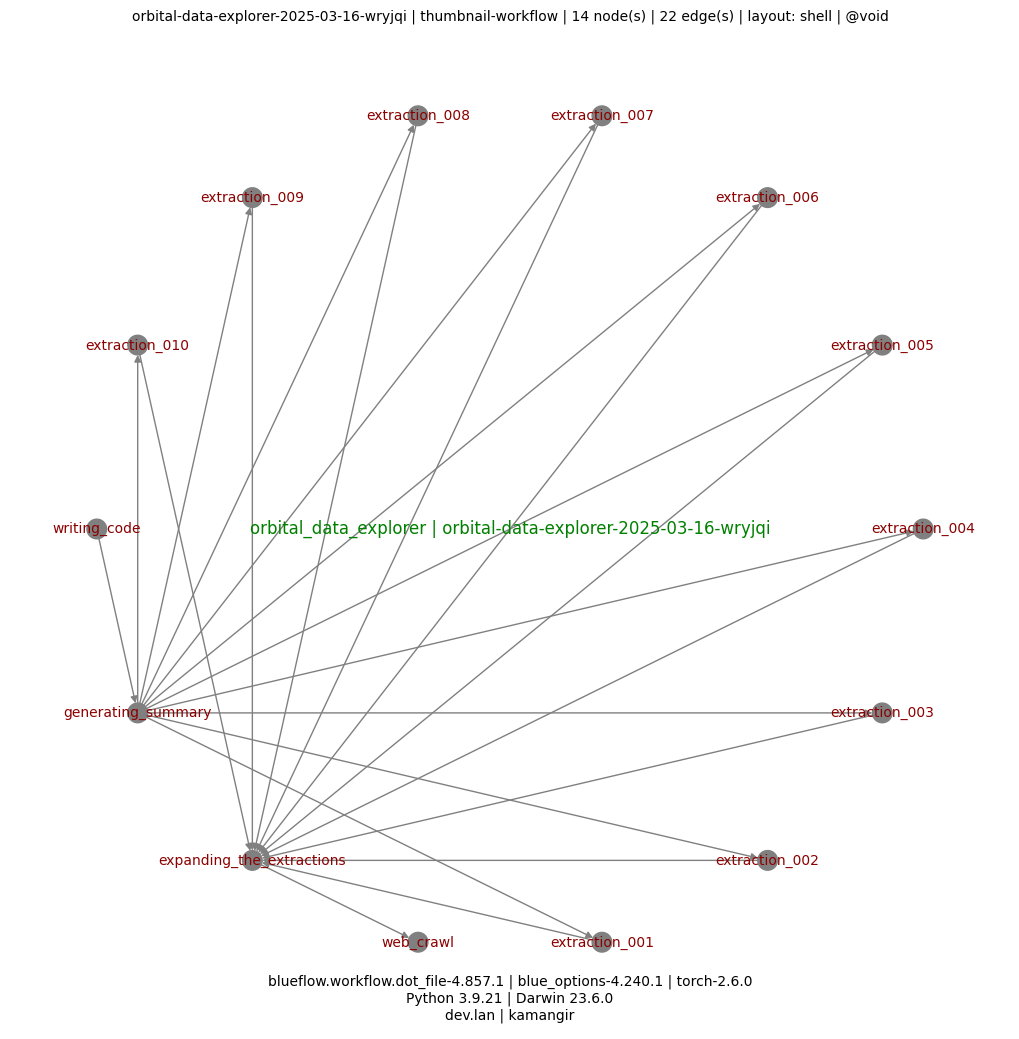 orbital-data-explorer-2025-03-16-wryjqi | thumbnail-workflow | 14 node(s) | 22 edge(s) | layout: shell | @void
extraction_008
extraction_007
extraction_009
extraction_006
extraction_010
extraction_005
writing_code
orbital_data_explorer | orbital-data-explorer-2025-03-16-wryjqi
extraction_004
generating_summary
extraction_003
expanding_the_extractions
extraction_002
web_crawl
extraction_001
blueflow.workflow.dot_file-4.857.1 | blue_options-4.240.1 | torch-2.6.0
Python 3.9.21 | Darwin 23.6.0
dev.lan | kamangir